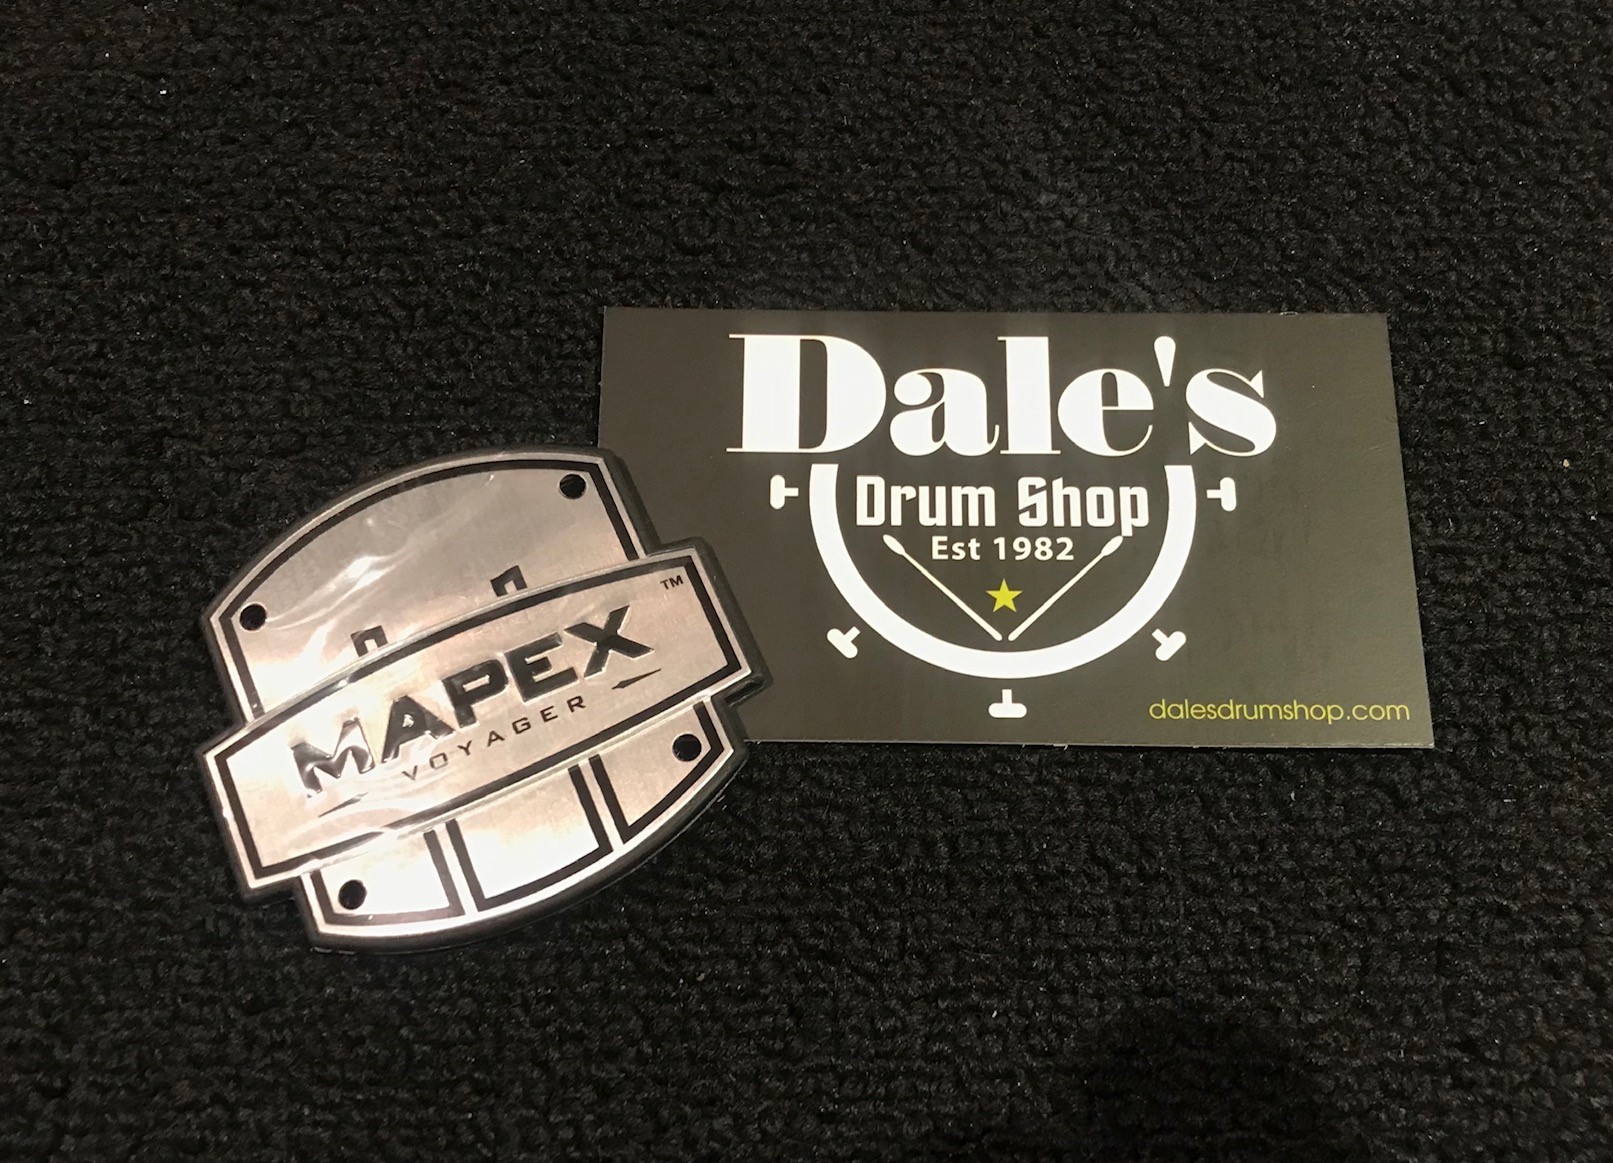 Dale's
Drum Shop
Est 1982
dalesdrumshop.com
MAPEX
TM
VOYAGER